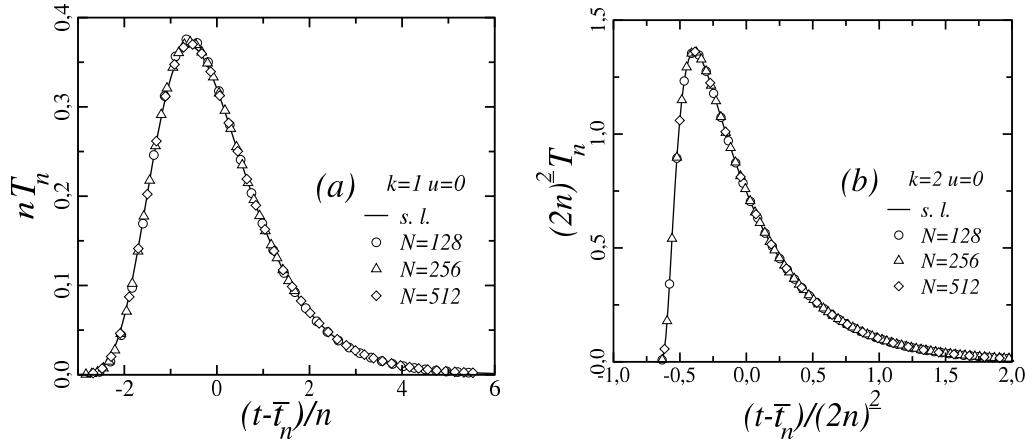 0,4
0,3
0,2
0,1
0,0
nT_n
-2 0 2 4 6
(t-t̅_n)/n
(a) k=1 u=0
s. l.
N=128
N=256
N=512
1,5
1,0
0,5
0,0
(2n)^2 T_n
-1,0 -0,5 0,0 0,5 1,0 1,5 2,0
(t-t̅_n)/(2n)^2
(b) k=2 u=0
s. l.
N=128
N=256
N=512